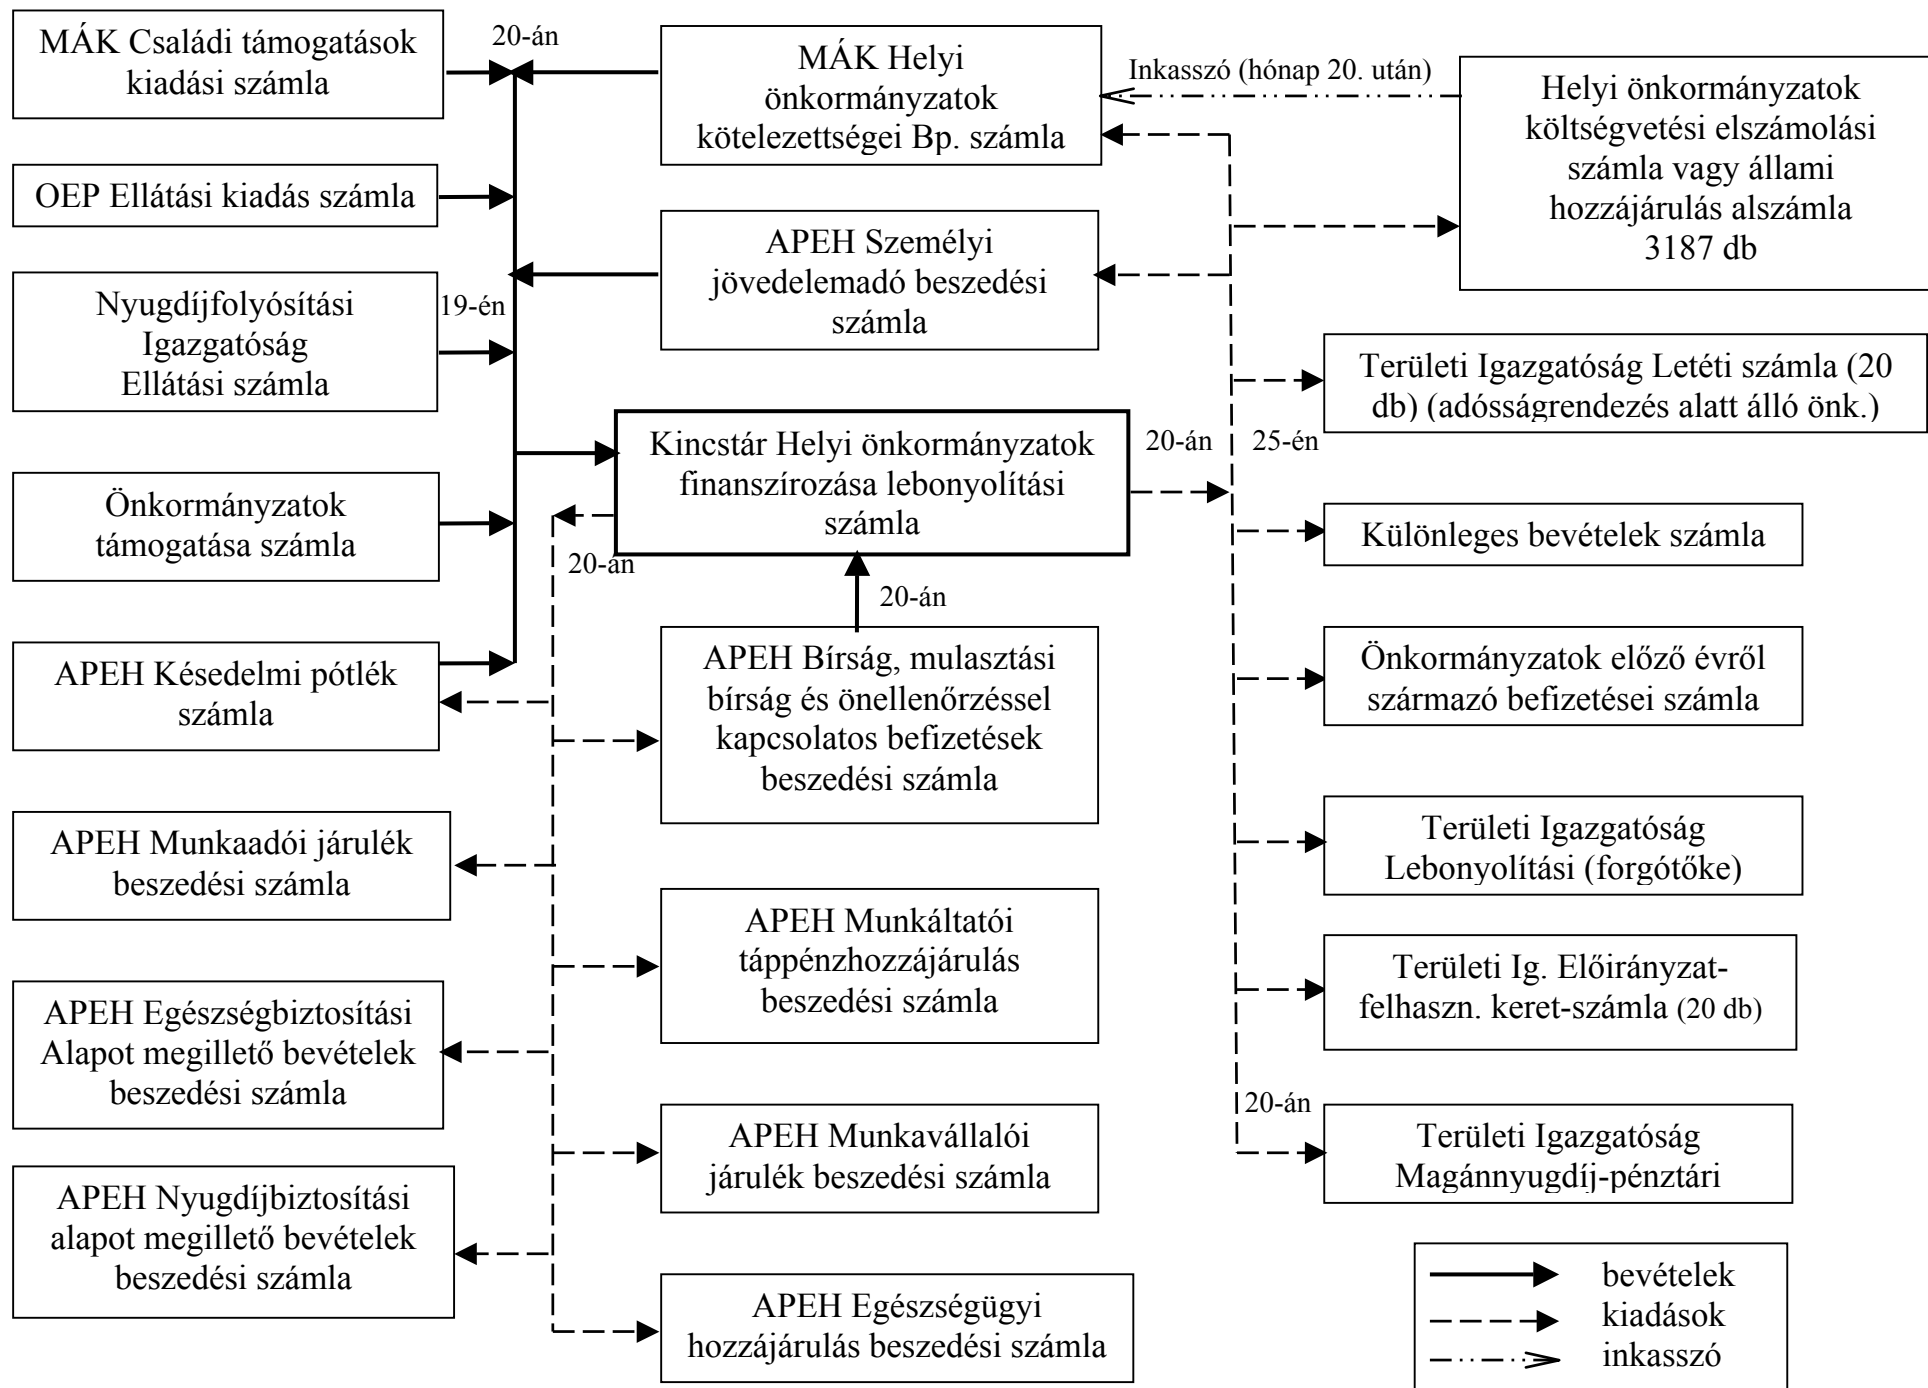 MÁK Családi támogatások
kiadási számla
20-án
MÁK Helyi
önkormányzatok
kötelezettségei Bp. számla
Inkasszó (hónap 20. után)
Helyi önkormányzatok
költségvetési elszámolási
számla vagy állami
hozzájárulás alszámla
3187 db
OEP Ellátási kiadás számla
APEH Személyi
jövedelemadó beszedési
számla
Nyugdíjfolyósítási
Igazgatóság
Ellátási számla
19-én
Területi Igazgatóság Letéti számla (20
db) (adósságrendezés alatt álló önk.)
Kincstár Helyi önkormányzatok
finanszírozása lebonyolítási
számla
20-án
25-én
Önkormányzatok
támogatása számla
20-án
Különleges bevételek számla
20-án
APEH Késedelmi pótlék
számla
APEH Bírság, mulasztási
bírság és önellenőrzéssel
kapcsolatos befizetések
beszedési számla
Önkormányzatok előző évről
származó befizetései számla
APEH Munkaadói járulék
beszedési számla
Területi Igazgatóság
Lebonyolítási (forgótőke)
APEH Munkáltatói
táppénzhozzájárulás
beszedési számla
Területi Ig. Előirányzat-
felhaszn. keret-számla (20 db)
APEH Egészségbiztosítási
Alapot megillető bevételek
beszedési számla
20-án
APEH Munkavállalói
járulék beszedési számla
Területi Igazgatóság
Magánnyugdíj-pénztári
APEH Nyugdíjbiztosítási
alapot megillető bevételek
beszedési számla
APEH Egészségügyi
hozzájárulás beszedési számla
bevételek
kiadások
inkasszó